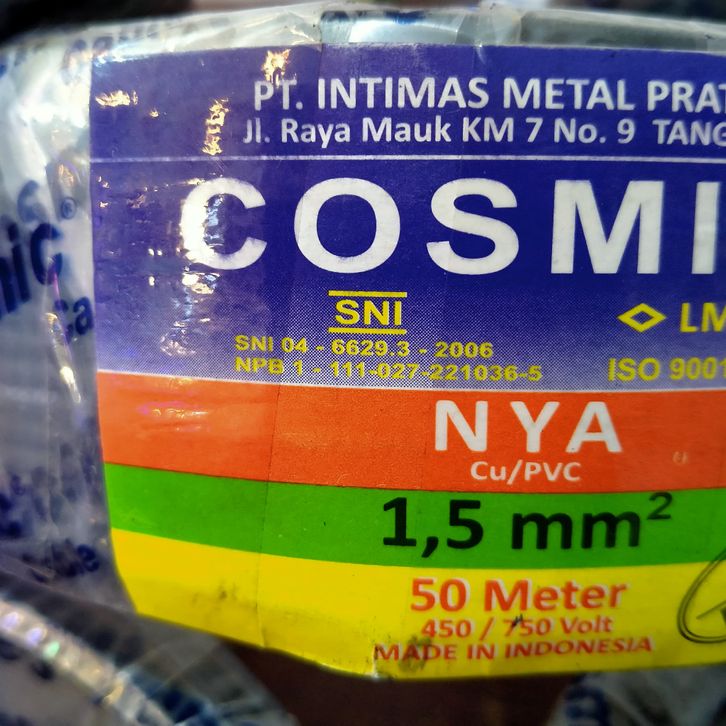 PT. INTIMAS METAL PRAT
Jl. Raya Mauk KM 7 No. 9 TANG
COSMI
SNI
LM
SNI 04 - 6629.3 - 2006
NPB 1 - 111-027-221036-5
ISO 9001
NYA
Cu/PVC
1,5 mm²
50 Meter
450 / 750 Volt
MADE IN INDONESIA